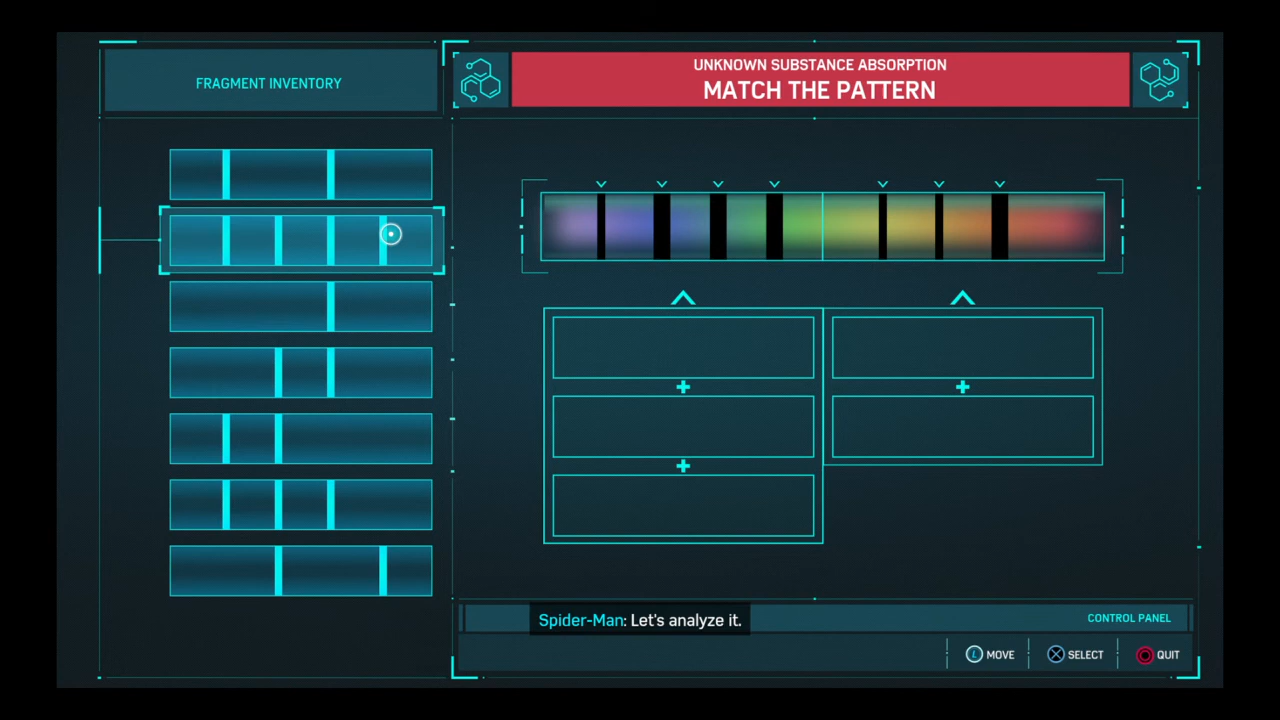 FRAGMENT INVENTORY
UNKNOWN SUBSTANCE ABSORPTION
MATCH THE PATTERN
Spider-Man: Let's analyze it.
CONTROL PANEL
L MOVE
SELECT
QUIT